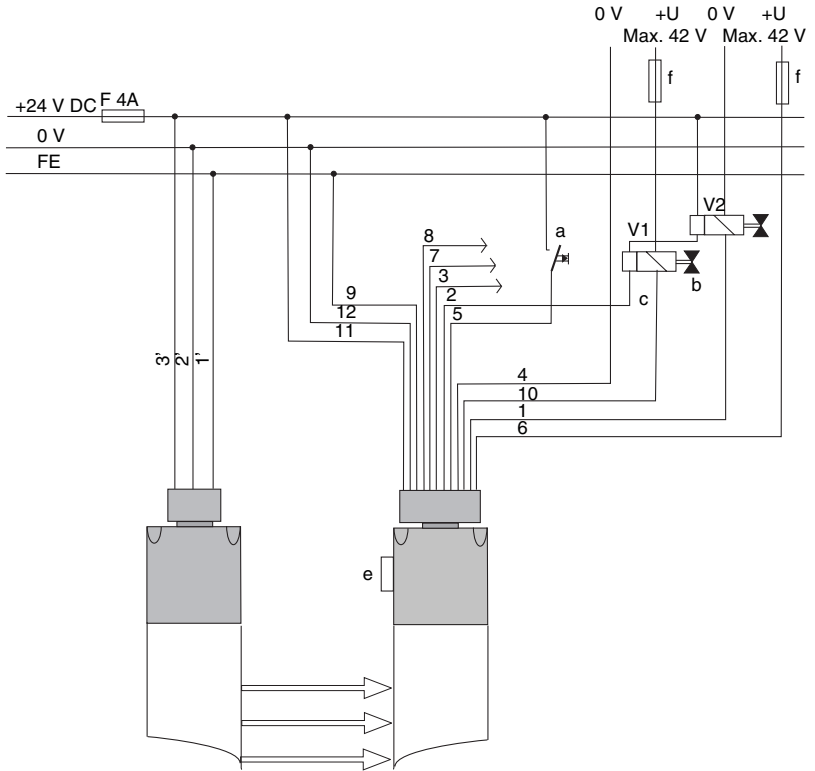 0 V +U 0 V +U
Max. 42 V Max. 42 V
f f
+24 V DC F 4A
0 V
FE
V2
8 a V1
7
3 b
9 2 c
12 5
11
3' 2' 1'
4
10
1
6
e